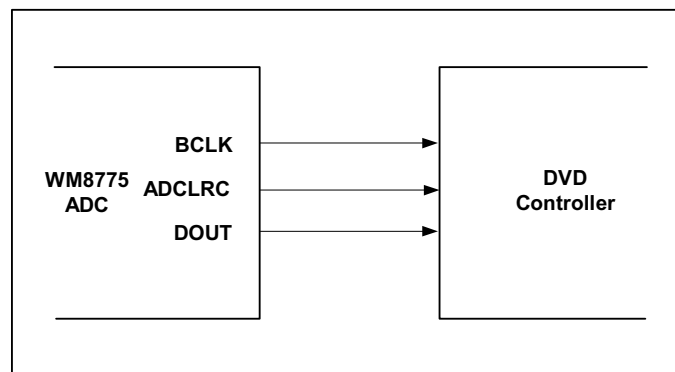 BCLK
WM8775
ADC
ADCLRC
DOUT
DVD
Controller